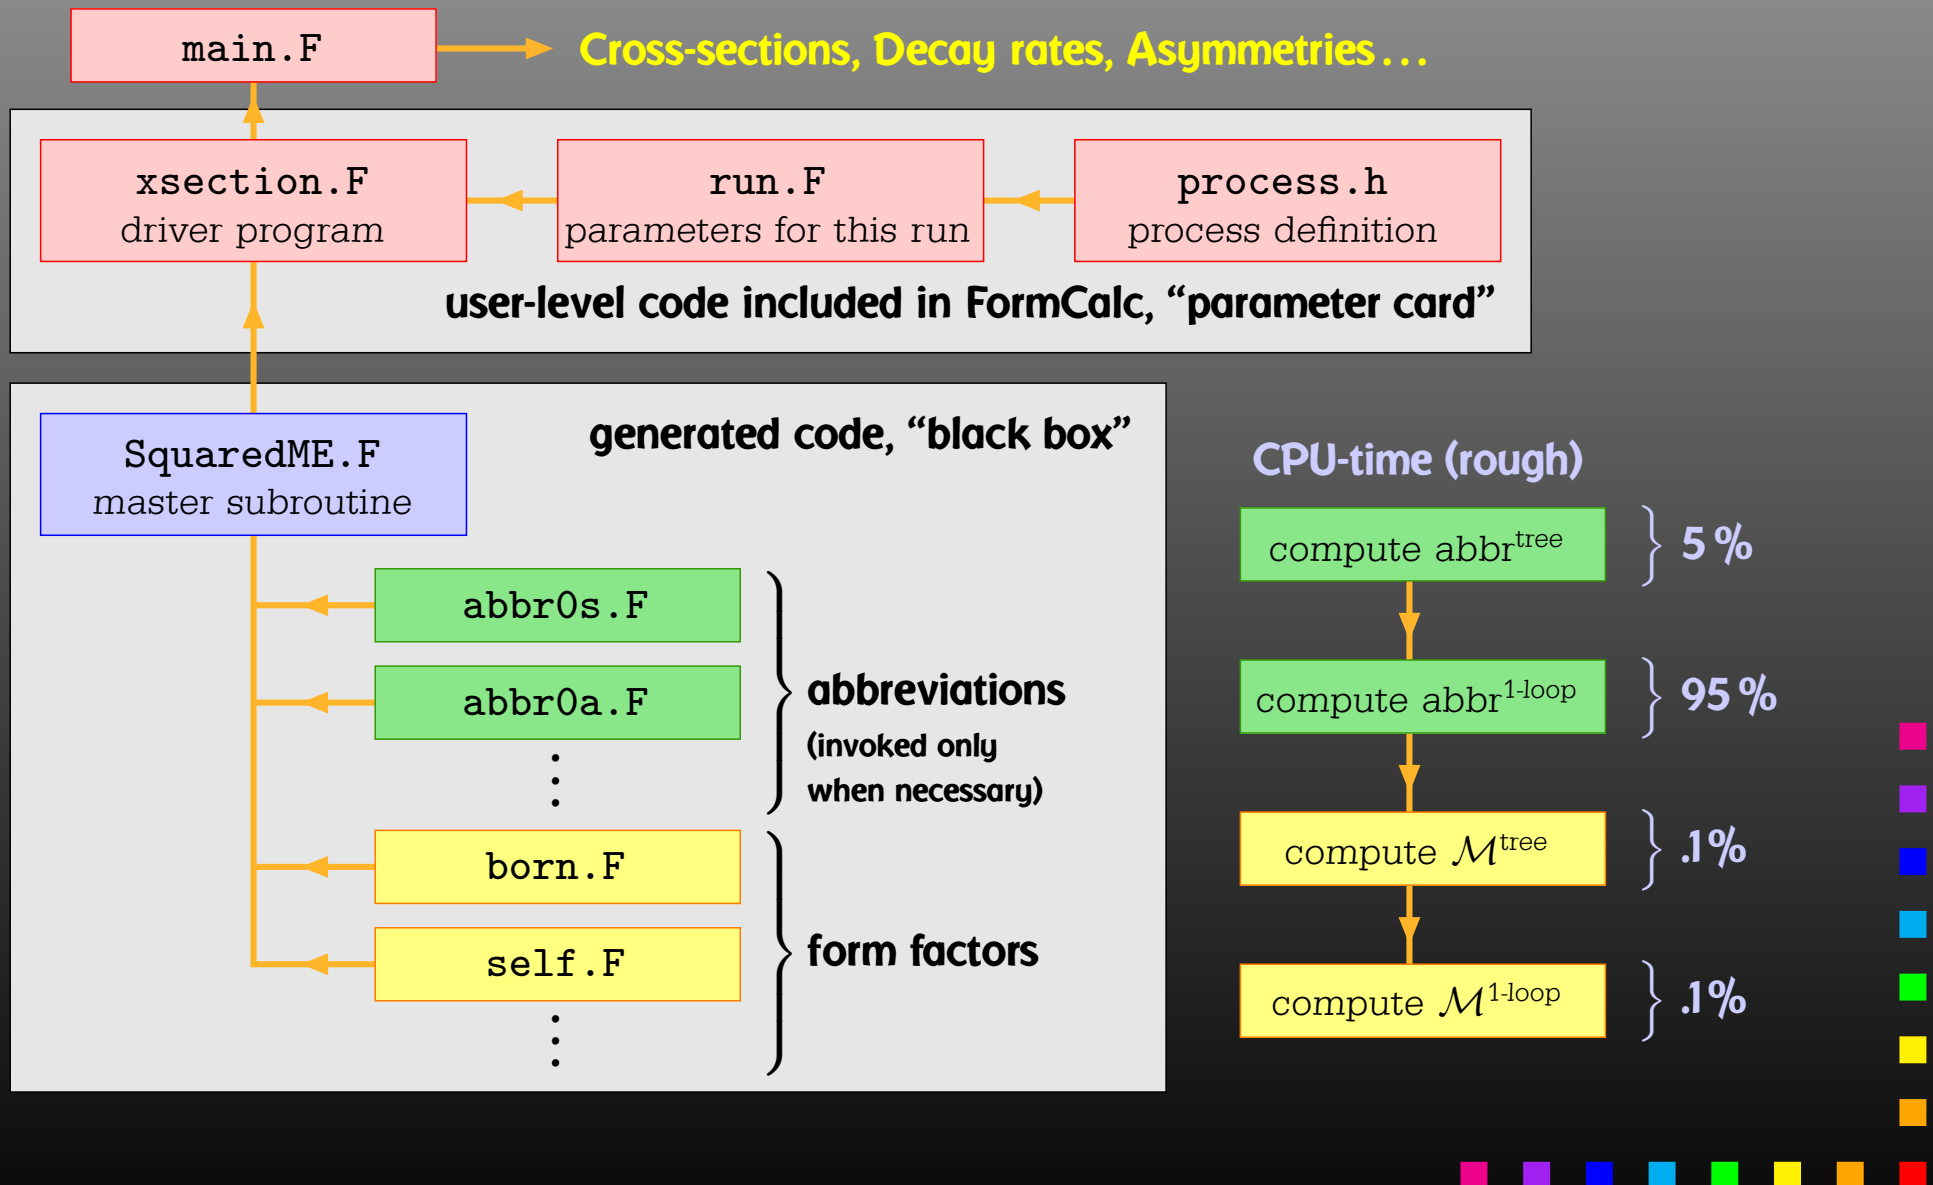 main.F
Cross-sections, Decay rates, Asymmetries...
xsection.F
driver program
run.F
parameters for this run
process.h
process definition
user-level code included in FormCalc, “parameter card”
SquaredME.F
master subroutine
generated code, “black box”
abbr0s.F
abbr0a.F
⋮
abbreviations
(invoked only
when necessary)
born.F
self.F
⋮
form factors
CPU-time (rough)
compute abbr^tree
5 %
compute abbr^1-loop
95 %
compute ℳ^tree
.1%
compute ℳ^1-loop
.1%